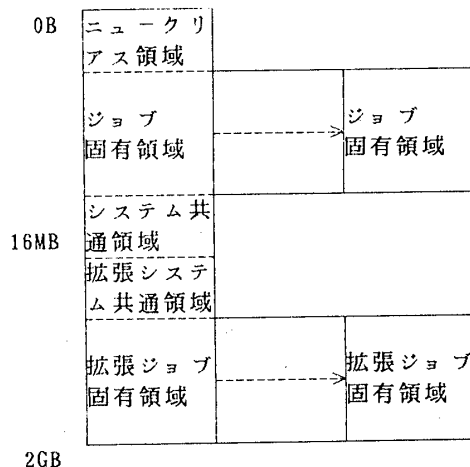 0B
ニュークリ
アス領域
ジョブ
固有領域
ジョブ
固有領域
システム共
16MB
通領域
拡張システ
ム共通領域
拡張ジョブ
固有領域
拡張ジョブ
固有領域
2GB